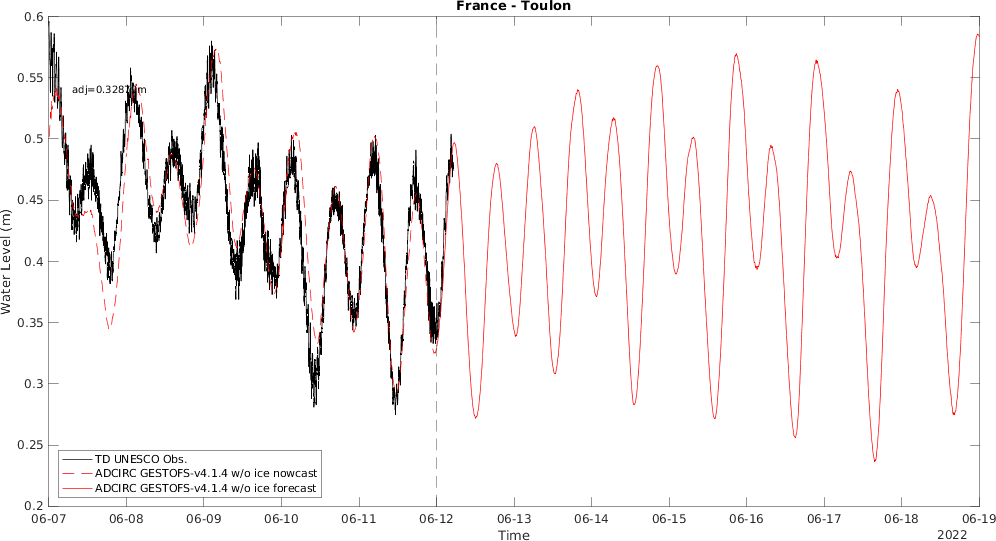 France - Toulon
0.6
0.55
0.5
0.45
0.4
0.35
0.3
0.25
0.2
Water Level (m)
TD UNESCO Obs.
ADCIRC GESTOFS-v4.1.4 w/o ice nowcast
ADCIRC GESTOFS-v4.1.4 w/o ice forecast
06-07 06-08 06-09 06-10 06-11 06-12 06-13 06-14 06-15 06-16 06-17 06-18 06-19
Time
2022